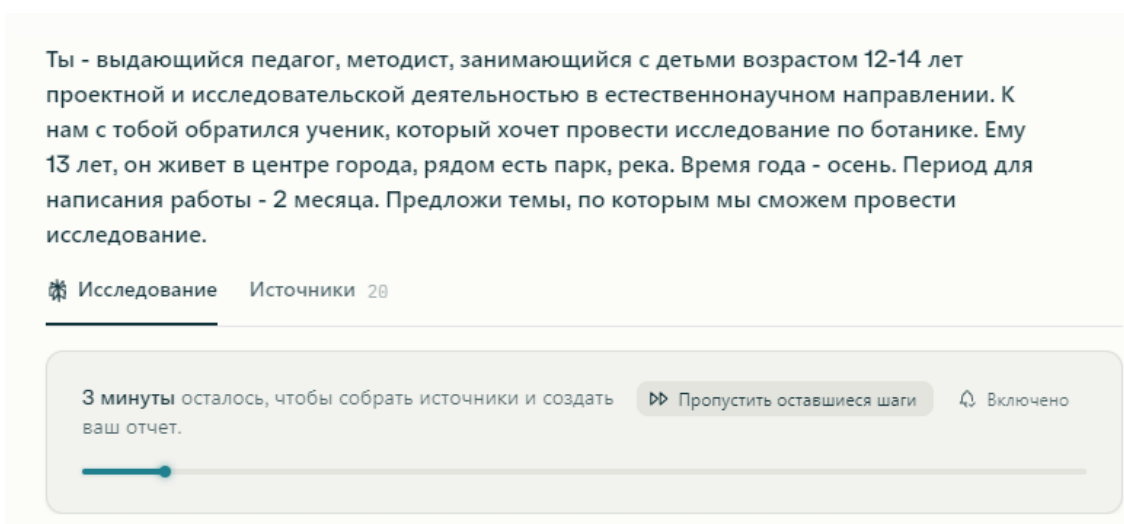 Ты - выдающийся педагог, методист, занимающийся с детьми возрастом 12-14 лет
проектной и исследовательской деятельностью в естественнонаучном направлении. К
нам с тобой обратился ученик, который хочет провести исследование по ботанике. Ему
13 лет, он живет в центре города, рядом есть парк, река. Время года - осень. Период для
написания работы - 2 месяца. Предложи темы, по которым мы сможем провести
исследование.
Исследование Источники 20
3 минуты осталось, чтобы собрать источники и создать Пропустить оставшиеся шаги Включено
ваш отчет.